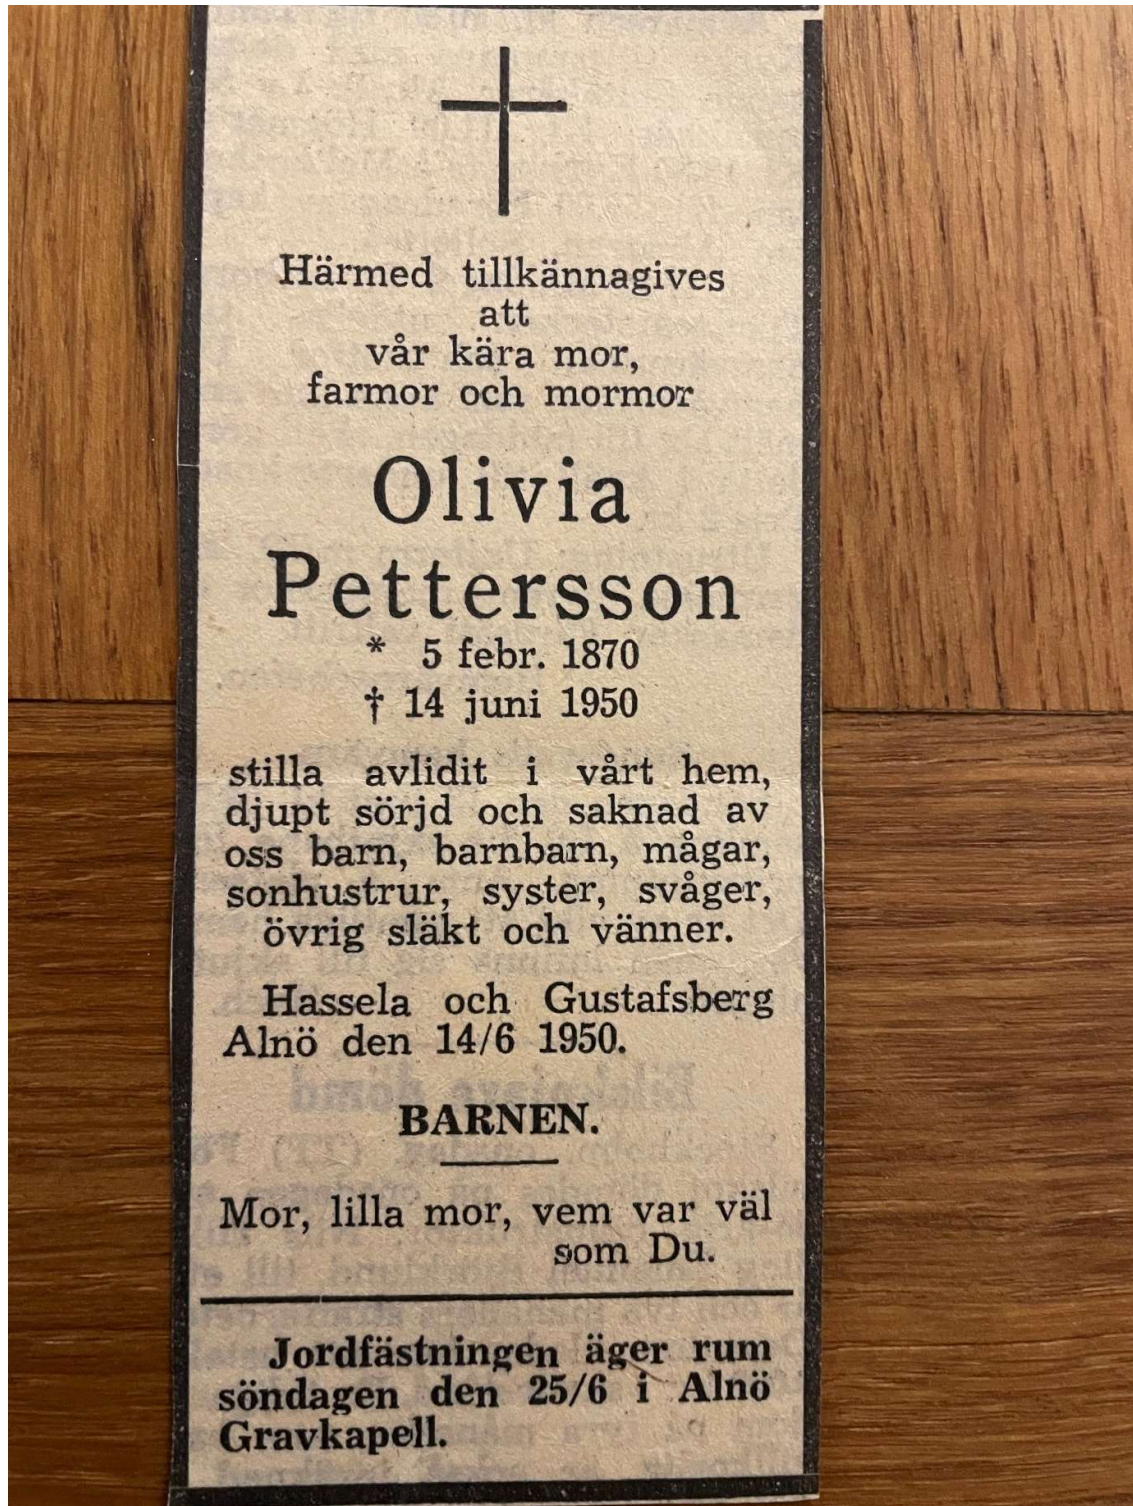 Härmed tillkännagives
att
vår kära mor,
farmor och mormor
Olivia
Pettersson
* 5 febr. 1870
† 14 juni 1950
stilla avlidit i vårt hem,
djupt sörjd och saknad av
oss barn, barnbarn, mågar,
sonhustrur, syster, svåger,
övrig släkt och vänner.
Hassela och Gustafsberg
Alnö den 14/6 1950.
BARNEN.
Mor, lilla mor, vem var väl
som Du.
Jordfästningen äger rum
söndagen den 25/6 i Alnö
Gravkapell.